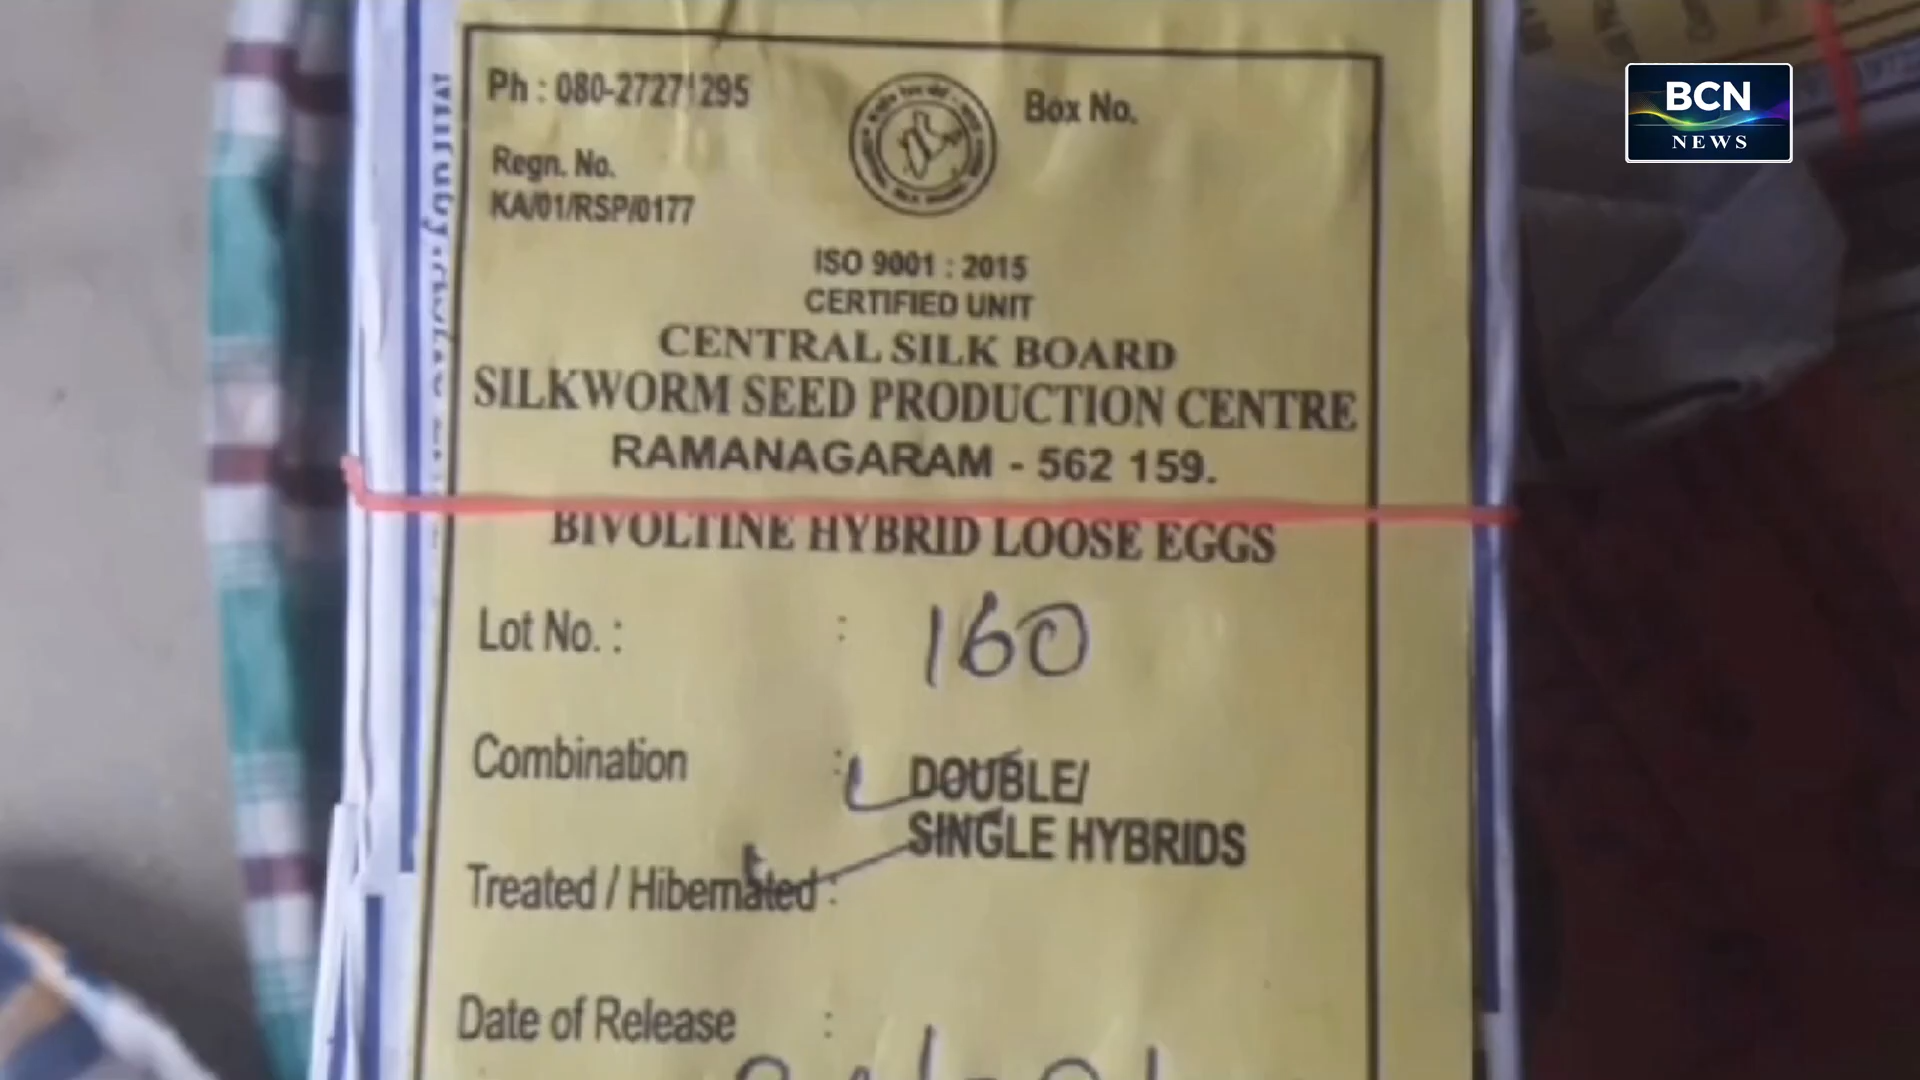 Ph : 080-27271295
Box No.
Regn. No.
KA/01/RSP/0177
ISO 9001 : 2015
CERTIFIED UNIT
CENTRAL SILK BOARD
SILKWORM SEED PRODUCTION CENTRE
RAMANAGARAM - 562 159.
BIVOLTINE HYBRID LOOSE EGGS
Lot No. : : 160
Combination : DOUBLE/
SINGLE HYBRIDS
Treated / Hibernated :
Date of Release :
BCN
NEWS